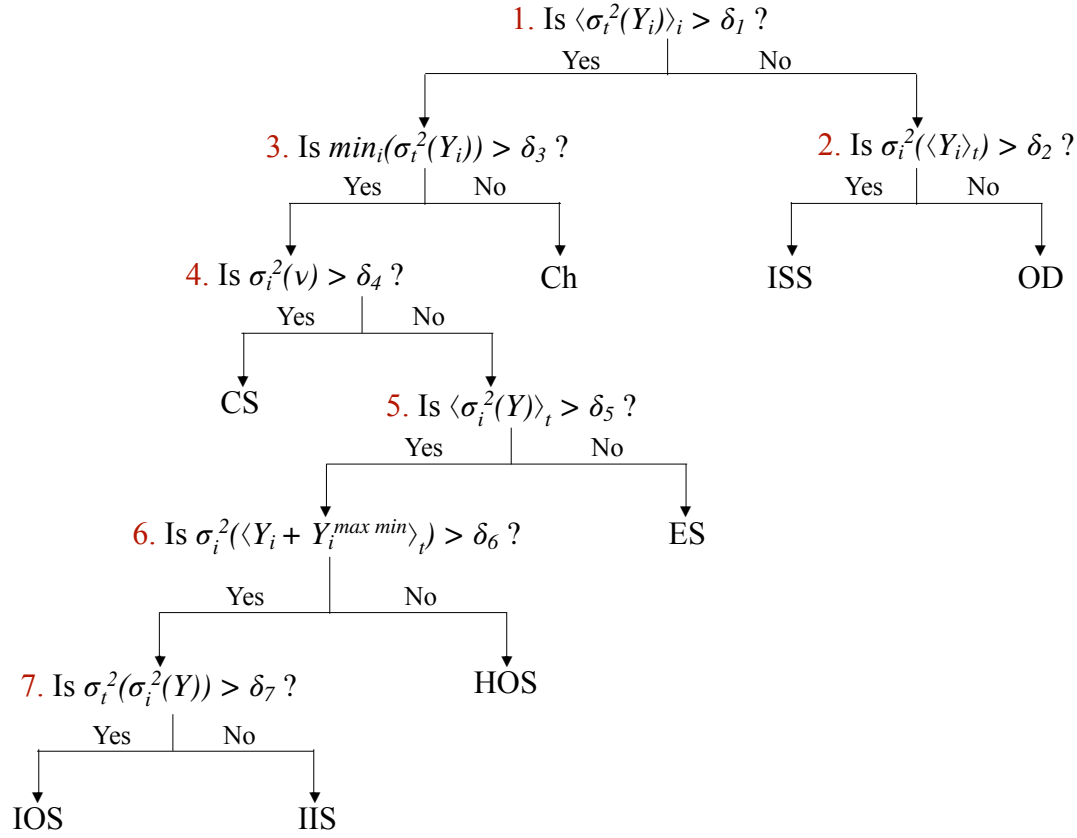 1. Is ⟨σₜ²(Yᵢ)⟩ᵢ > δ₁ ?
Yes No
3. Is minᵢ(σₜ²(Yᵢ)) > δ₃ ?
2. Is σᵢ²(⟨Yᵢ⟩ₜ) > δ₂ ?
Yes No
Yes No
4. Is σᵢ²(ν) > δ₄ ?
Ch
ISS
OD
Yes No
CS
5. Is ⟨σᵢ²(Y)⟩ₜ > δ₅ ?
Yes No
6. Is σᵢ²(⟨Yᵢ + Yᵢ^{max min}⟩ₜ) > δ₆ ?
ES
Yes No
7. Is σₜ²(σᵢ²(Y)) > δ₇ ?
HOS
Yes No
IOS
IIS